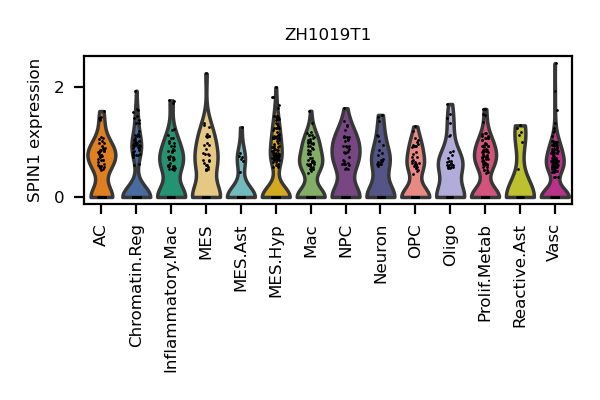 ZH1019T1
SPIN1 expression
2
0
AC
Chromatin.Reg
Inflammatory.Mac
MES
MES.Ast
MES.Hyp
Mac
NPC
Neuron
OPC
Oligo
Prolif.Metab
Reactive.Ast
Vasc